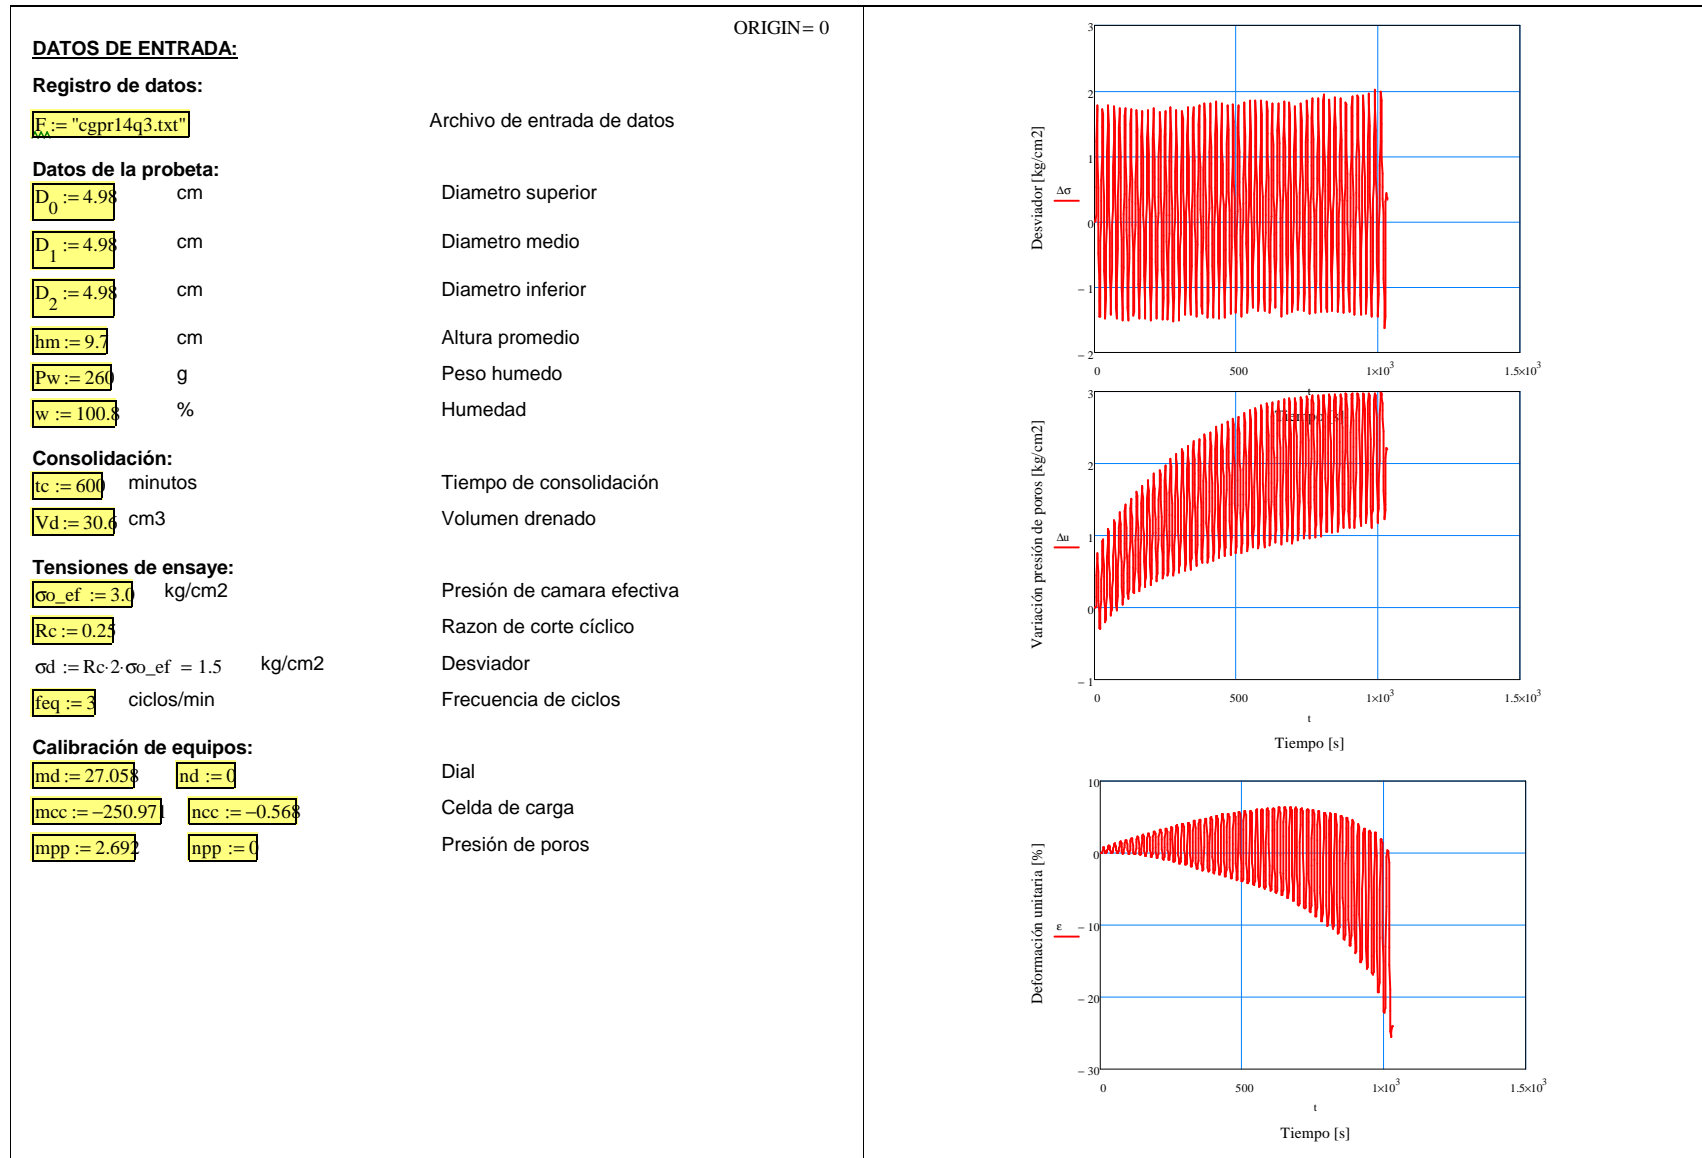 ORIGIN = 0
DATOS DE ENTRADA:
Registro de datos:
F := "cgpr14q3.txt" Archivo de entrada de datos
Datos de la probeta:
D0 := 4.98 cm Diametro superior
D1 := 4.98 cm Diametro medio
D2 := 4.98 cm Diametro inferior
hm := 9.7 cm Altura promedio
Pw := 260 g Peso humedo
w := 100.8 % Humedad
Consolidación:
tc := 600 minutos Tiempo de consolidación
Vd := 30.6 cm3 Volumen drenado
Tensiones de ensaye:
σo_ef := 3.0 kg/cm2 Presión de camara efectiva
Rc := 0.25 Razon de corte cíclico
σd := Rc·2·σo_ef = 1.5 kg/cm2 Desviador
feq := 3 ciclos/min Frecuencia de ciclos
Calibración de equipos:
md := 27.058 nd := 0 Dial
mcc := −250.971 ncc := −0.568 Celda de carga
mpp := 2.692 npp := 0 Presión de poros
3
2
1
0
− 1
− 2
Desviador [kg/cm2]
Δσ
0 500 1×10³ 1.5×10³
t
Tiempo [s]
3
2
1
0
− 1
Variación presión de poros [kg/cm2]
Δu
0 500 1×10³ 1.5×10³
t
Tiempo [s]
10
0
− 10
− 20
− 30
Deformación unitaria [%]
ε
0 500 1×10³ 1.5×10³
t
Tiempo [s]